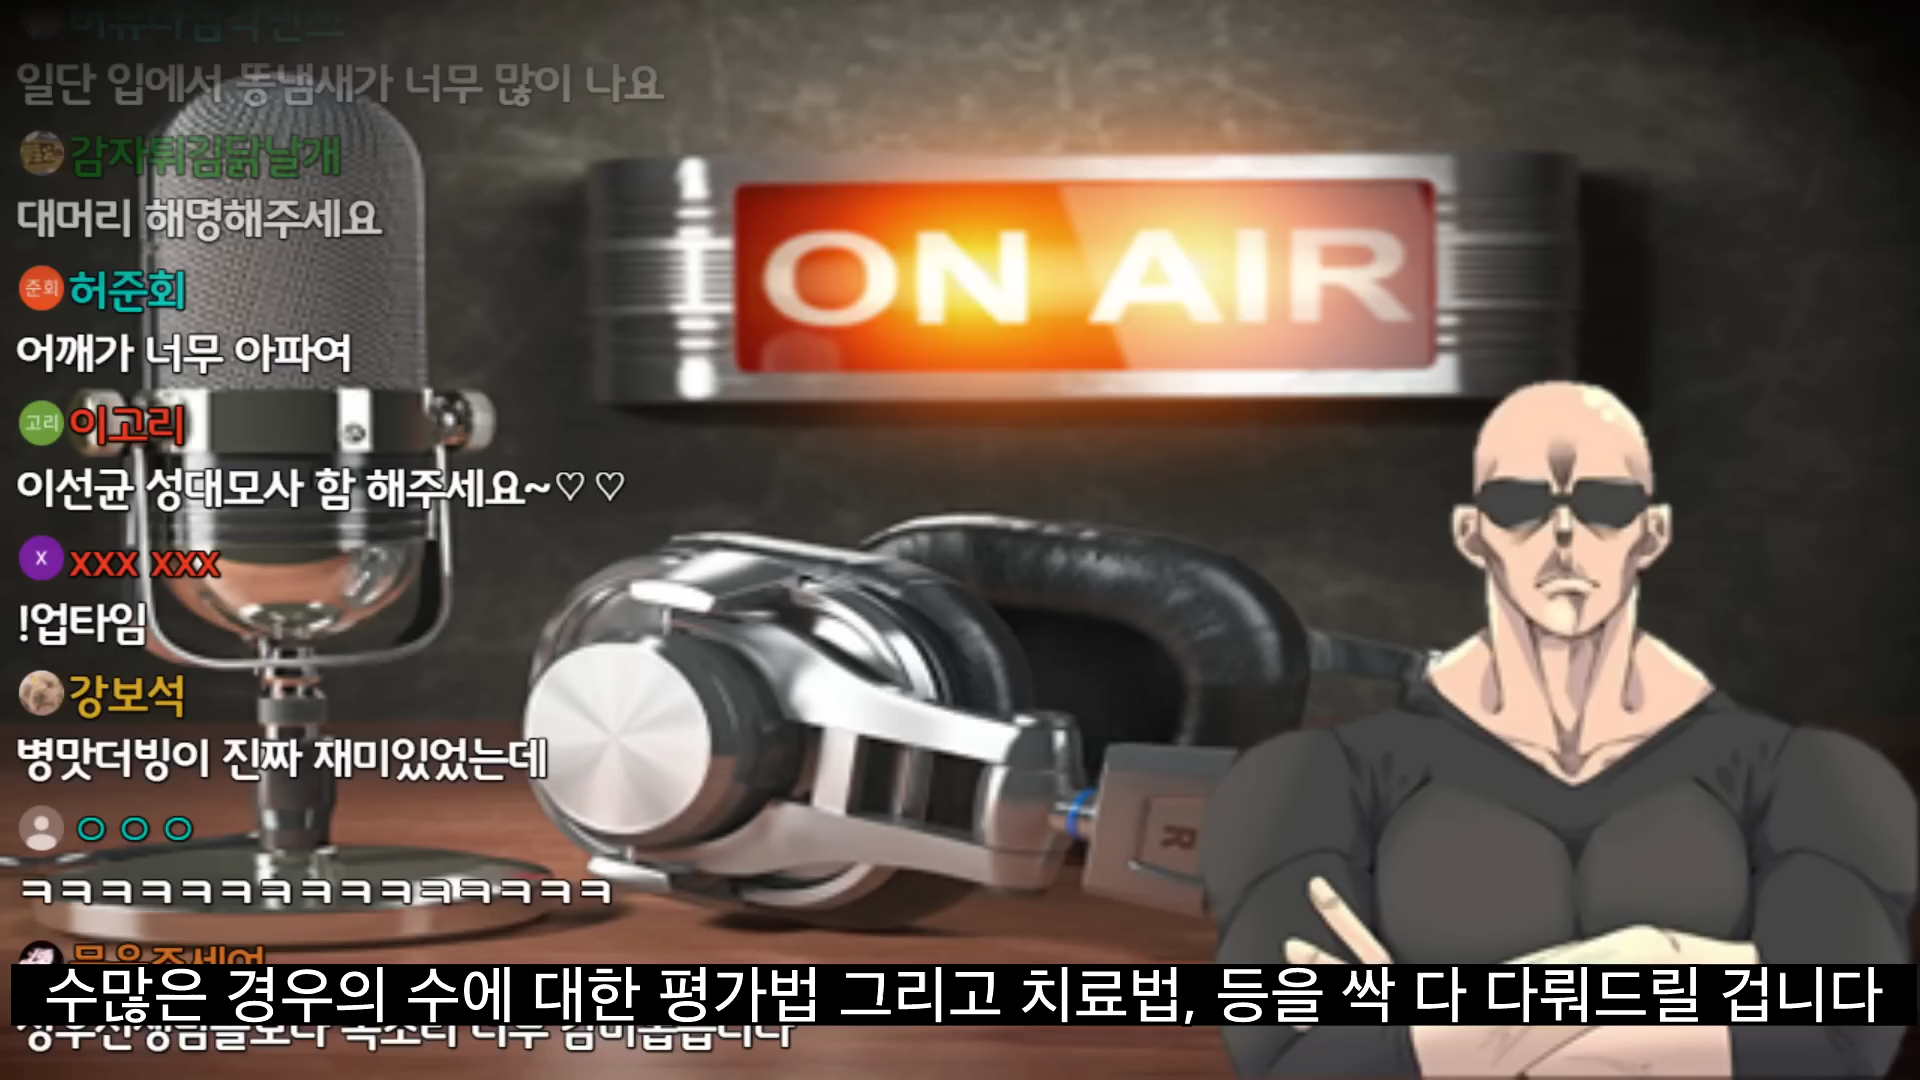 일단 입에서 똥냄새가 너무 많이 나요
감자튀김닭날개
대머리 해명해주세요
ON AIR
준회 허준회
어깨가 너무 아파여
고리 이고리
이선균 성대모사 함 해주세요~♡ ♡
X xxx xxx
!업타임
강보석
병맛더빙이 진짜 재미있었는데
ㅇ ㅇ ㅇ
ㅋㅋㅋㅋㅋㅋㅋㅋㅋㅋㅋㅋㅋㅋㅋ
R
수많은 경우의 수에 대한 평가법 그리고 치료법, 등을 싹 다 다뤄드릴 겁니다